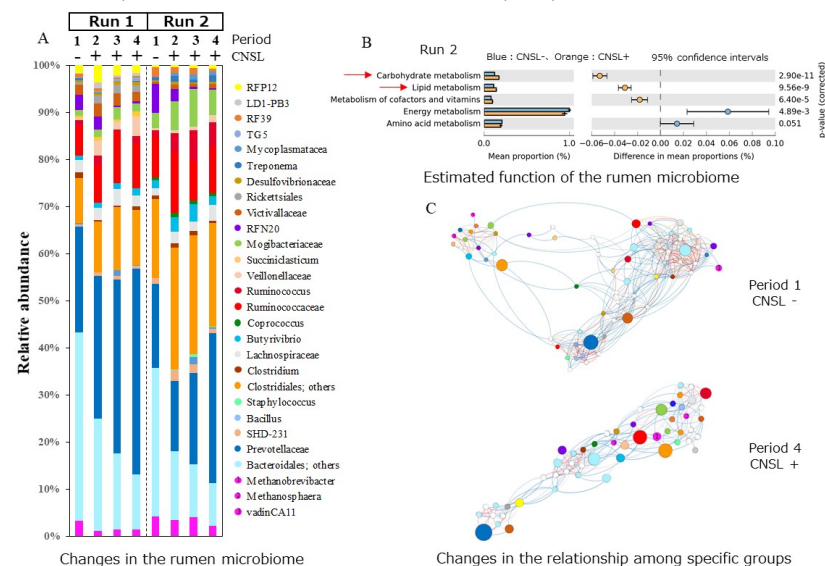 Run 1 Run 2
A
1 2 3 4 1 2 3 4 Period
- + + + - + + + CNSL
100%
90%
80%
70%
60%
50%
40%
30%
20%
10%
0%
Relative abundance
RFP12
LD1-PB3
RF39
TG5
Mycoplasmatacea
Treponema
Desulfovibrionaceae
Rickettsiales
Victivallaceae
RFN20
Mogibacteriaceae
Succiniclasticum
Veillonellaceae
Ruminococcus
Ruminococcaceae
Coprococcus
Butyrivibrio
Lachnospiraceae
Clostridium
Clostridiales; others
Staphylococcus
Bacillus
SHD-231
Prevotellaceae
Bacteroidales; others
Methanobrevibacter
Methanosphaera
vadinCA11
Changes in the rumen microbiome
B
Run 2
Blue : CNSL-、Orange : CNSL+ 95% confidence intervals
Carbohydrate metabolism 2.90e-11
Lipid metabolism 9.56e-9
Metabolism of cofactors and vitamins 6.40e-5
Energy metabolism 4.89e-3
Amino acid metabolism 0.051
p-value (corrected)
0.0 1.0 -0.06 -0.04 -0.02 0.00 0.02 0.04 0.06 0.08 0.10
Mean proportion (%) Difference in mean proportions (%)
Estimated function of the rumen microbiome
C
Period 1
CNSL -
Period 4
CNSL +
Changes in the relationship among specific groups